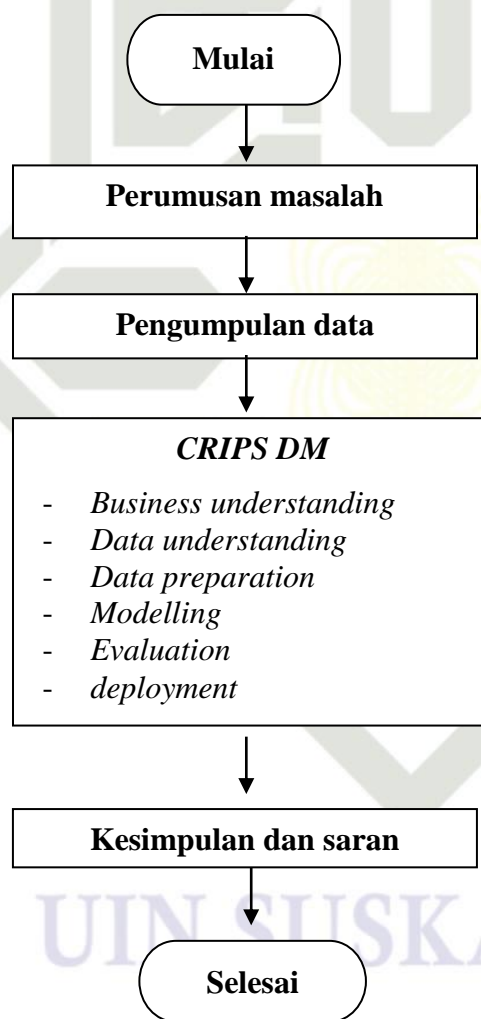 Mulai
Perumusan masalah
Pengumpulan data
CRIPS DM
- Business understanding
- Data understanding
- Data preparation
- Modelling
- Evaluation
- deployment
Kesimpulan dan saran
UIN SUSKA
Selesai